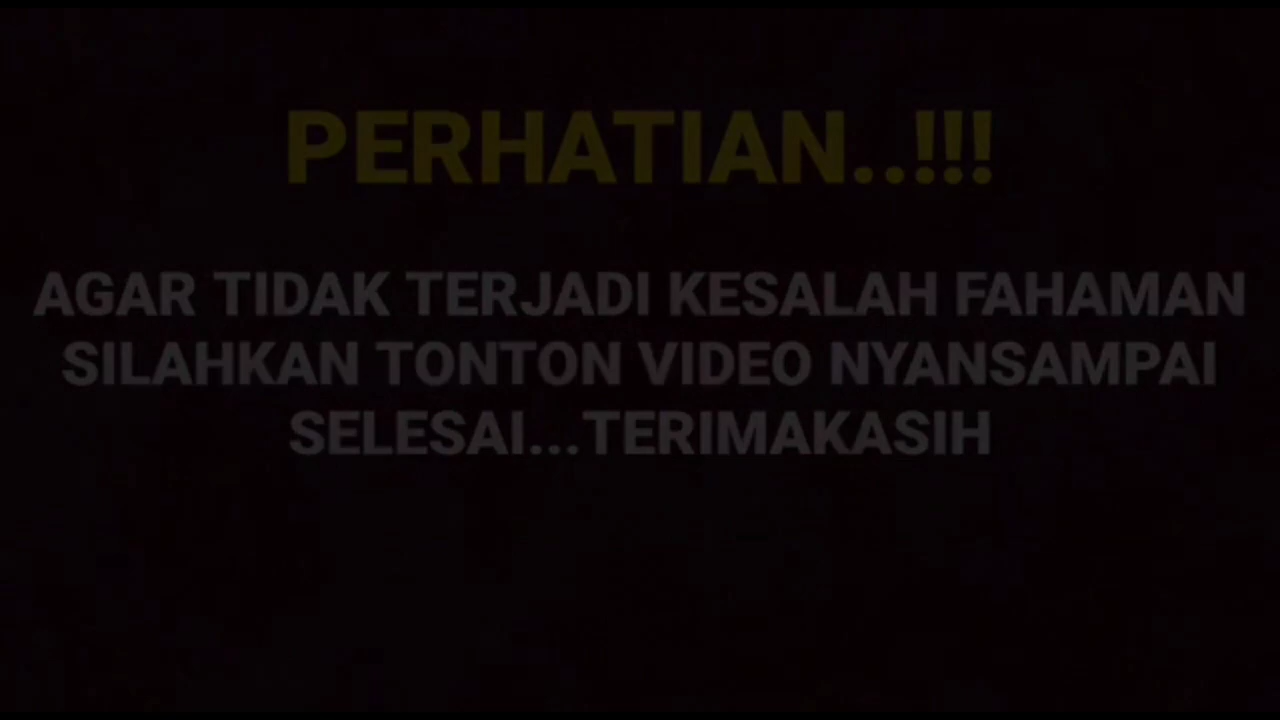 PERHATIAN..!!!
AGAR TIDAK TERJADI KESALAH FAHAMAN
SILAHKAN TONTON VIDEO NYANSAMPAI
SELESAI...TERIMAKASIH